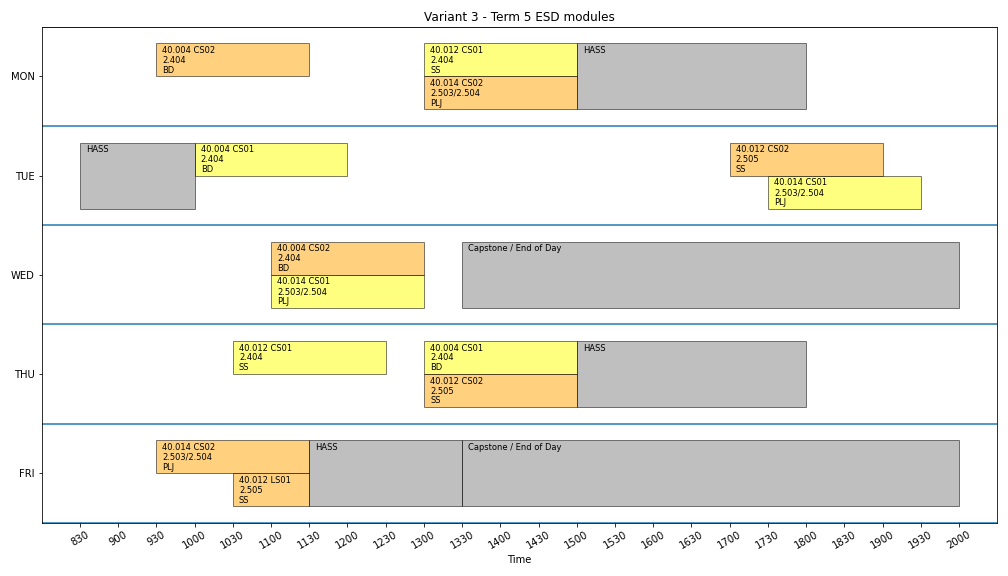 Variant 3 - Term 5 ESD modules
MON
40.004 CS02
2.404
BD
40.012 CS01
2.404
SS
40.014 CS02
2.503/2.504
PLJ
HASS
TUE
HASS
40.004 CS01
2.404
BD
40.012 CS02
2.505
SS
40.014 CS01
2.503/2.504
PLJ
WED
40.004 CS02
2.404
BD
40.014 CS01
2.503/2.504
PLJ
Capstone / End of Day
THU
40.012 CS01
2.404
SS
40.004 CS01
2.404
BD
40.012 CS02
2.505
SS
HASS
FRI
40.014 CS02
2.503/2.504
PLJ
40.012 LS01
2.505
SS
HASS
Capstone / End of Day
830 900 930 1000 1030 1100 1130 1200 1230 1300 1330 1400 1430 1500 1600 1630 1700 1730 1800 1830 1900 1930 2000
Time